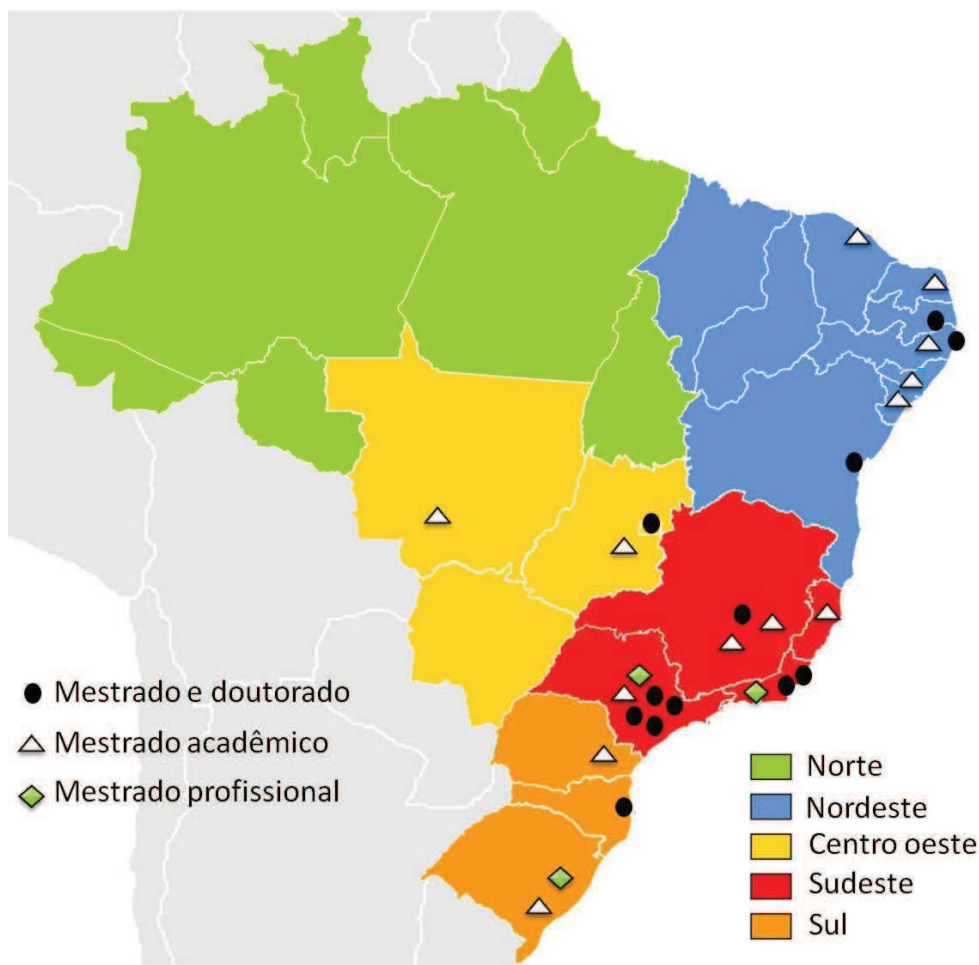 Mestrado e doutorado
Mestrado acadêmico
Mestrado profissional
Norte
Nordeste
Centro oeste
Sudeste
Sul